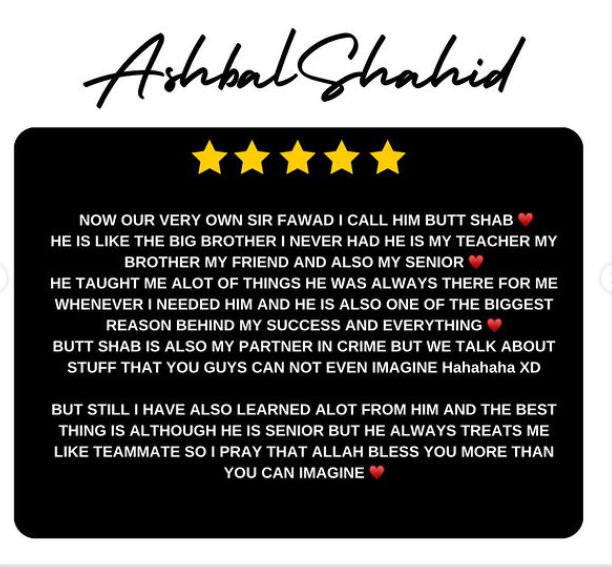 Ashbal Shahid
NOW OUR VERY OWN SIR FAWAD I CALL HIM BUTT SHAB ♥️
HE IS LIKE THE BIG BROTHER I NEVER HAD HE IS MY TEACHER MY
BROTHER MY FRIEND AND ALSO MY SENIOR ♥️
HE TAUGHT ME ALOT OF THINGS HE WAS ALWAYS THERE FOR ME
WHENEVER I NEEDED HIM AND HE IS ALSO ONE OF THE BIGGEST
REASON BEHIND MY SUCCESS AND EVERYTHING ♥️
BUTT SHAB IS ALSO MY PARTNER IN CRIME BUT WE TALK ABOUT
STUFF THAT YOU GUYS CAN NOT EVEN IMAGINE Hahahaha XD
BUT STILL I HAVE ALSO LEARNED ALOT FROM HIM AND THE BEST
THING IS ALTHOUGH HE IS SENIOR BUT HE ALWAYS TREATS ME
LIKE TEAMMATE SO I PRAY THAT ALLAH BLESS YOU MORE THAN
YOU CAN IMAGINE ♥️